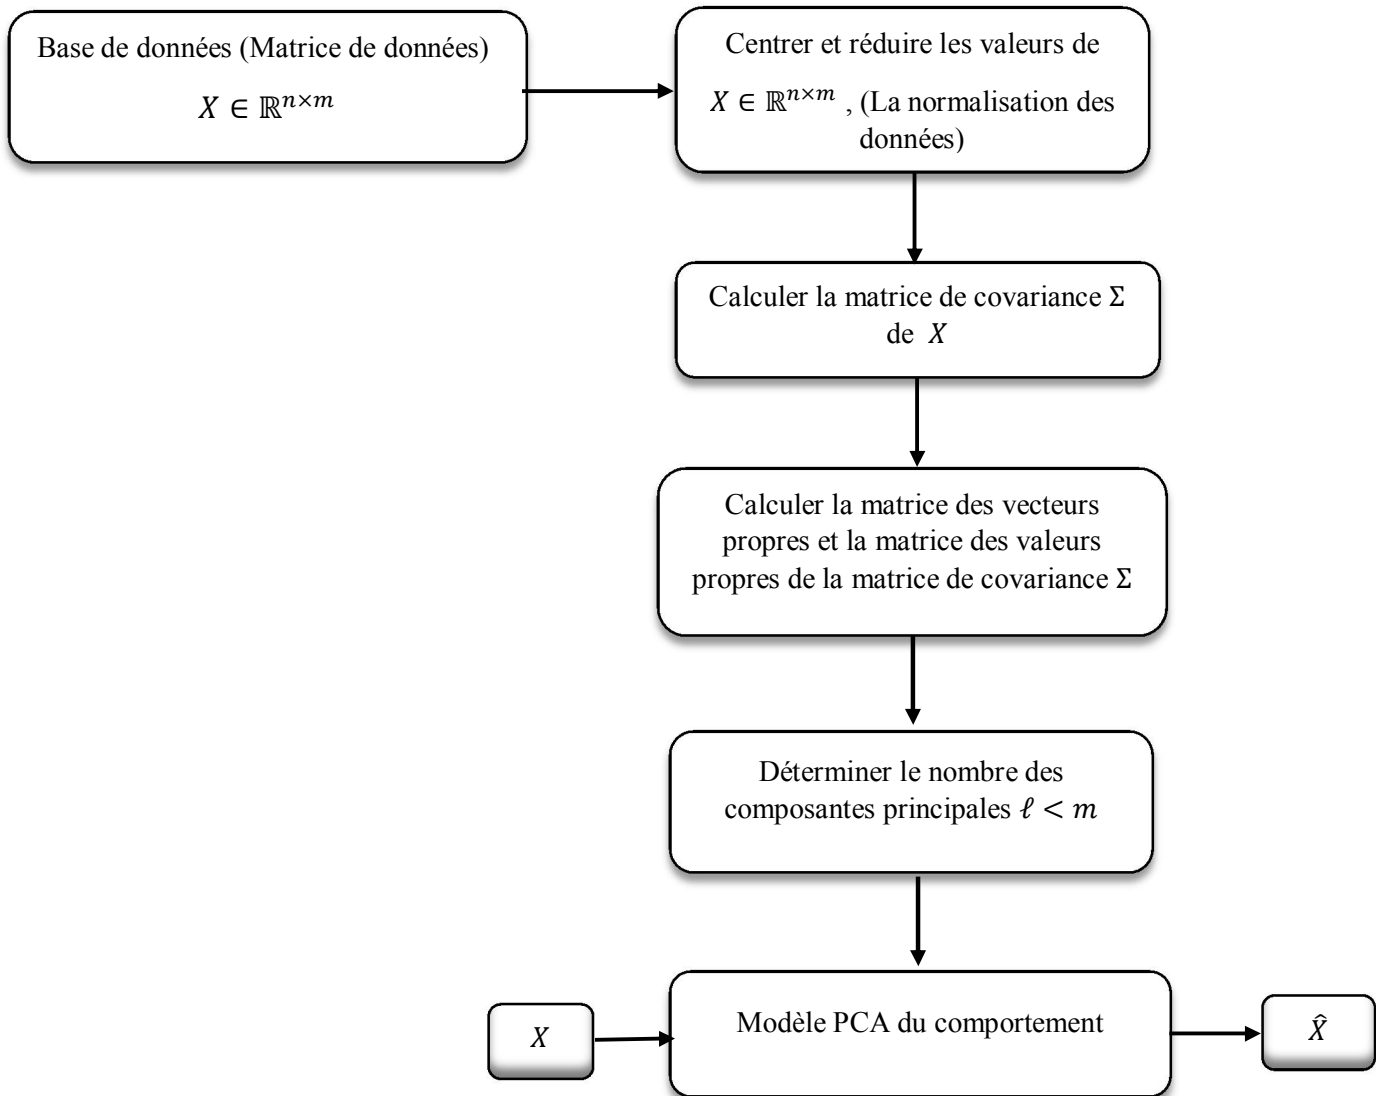 Base de données (Matrice de données)
X ∈ ℝⁿˣᵐ
Centrer et réduire les valeurs de
X ∈ ℝⁿˣᵐ , (La normalisation des
données)
Calculer la matrice de covariance Σ
de X
Calculer la matrice des vecteurs
propres et la matrice des valeurs
propres de la matrice de covariance Σ
Déterminer le nombre des
composantes principales ℓ < m
X
Modèle PCA du comportement
X̂